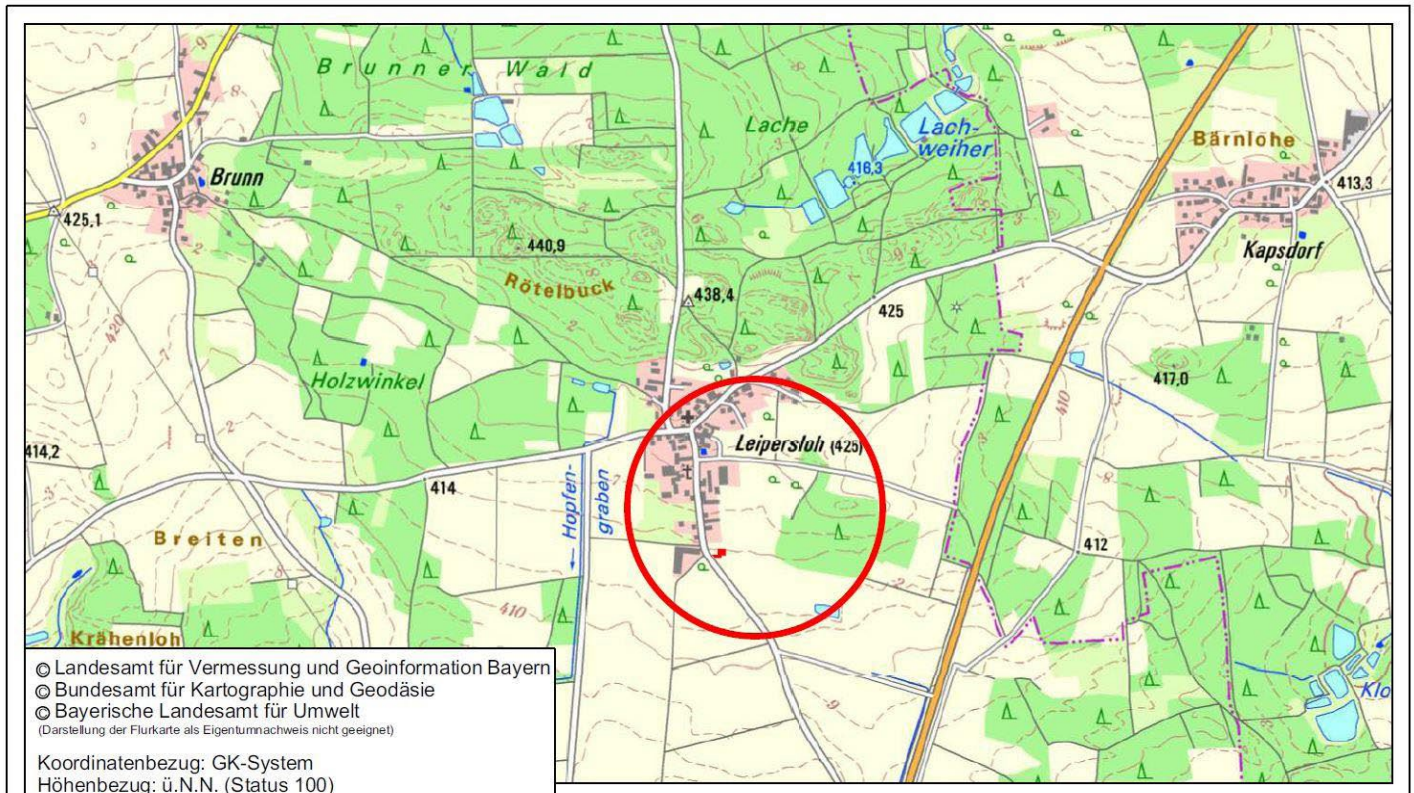 Brunner Wald
Lache
Lach-
weiher
416,3
Bärnlohe
413,3
Kapsdorf
Brunn
425,1
440,9
Rötelbuck
438,4
425
420
Holzwinkel
417,0
410
414,2
Leipersloh (425)
414
Hopfen-
graben
Breiten
412
410
Krähenloh
Klo
© Landesamt für Vermessung und Geoinformation Bayern
© Bundesamt für Kartographie und Geodäsie
© Bayerische Landesamt für Umwelt
(Darstellung der Flurkarte als Eigentumnachweis nicht geeignet)
Koordinatenbezug: GK-System
Höhenbezug: ü.N.N. (Status 100)